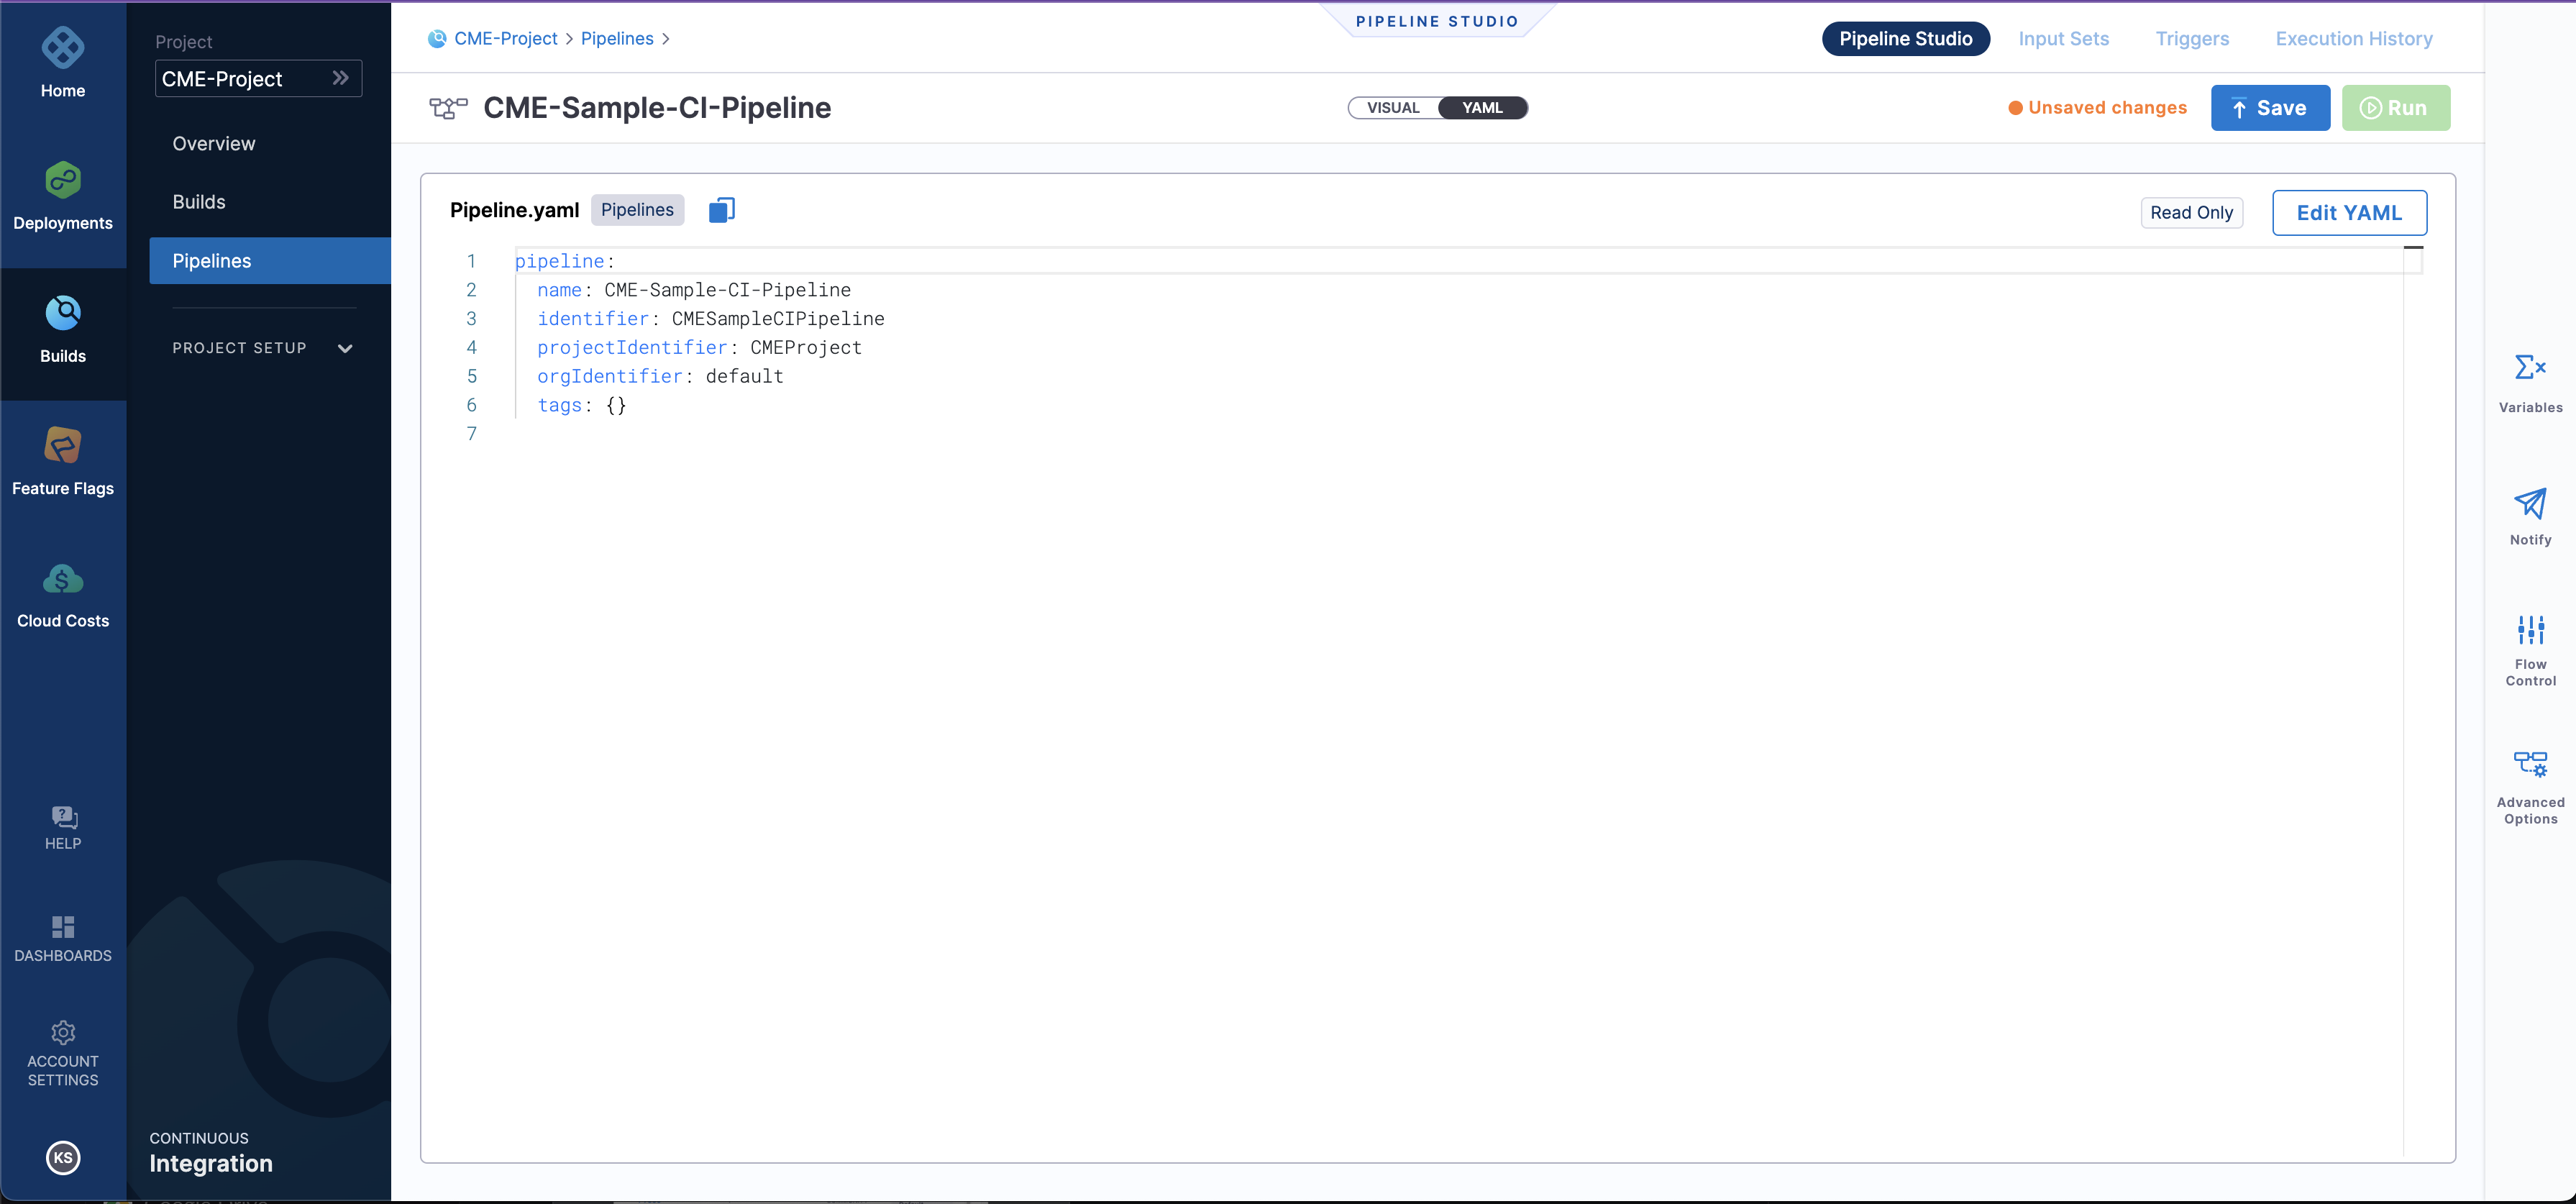 Home
Deployments
Builds
Feature Flags
Cloud Costs
HELP
DASHBOARDS
ACCOUNT
SETTINGS
KS
Project
CME-Project
Overview
Builds
Pipelines
PROJECT SETUP
CONTINUOUS
Integration
CME-Project > Pipelines >
PIPELINE STUDIO
Pipeline Studio Input Sets Triggers Execution History
CME-Sample-CI-Pipeline
VISUAL YAML
Unsaved changes Save Run
Pipeline.yaml Pipelines
Read Only Edit YAML
1 pipeline:
2 name: CME-Sample-CI-Pipeline
3 identifier: CMESampleCIPipeline
4 projectIdentifier: CMEProject
5 orgIdentifier: default
6 tags: {}
7
Variables
Notify
Flow
Control
Advanced
Options